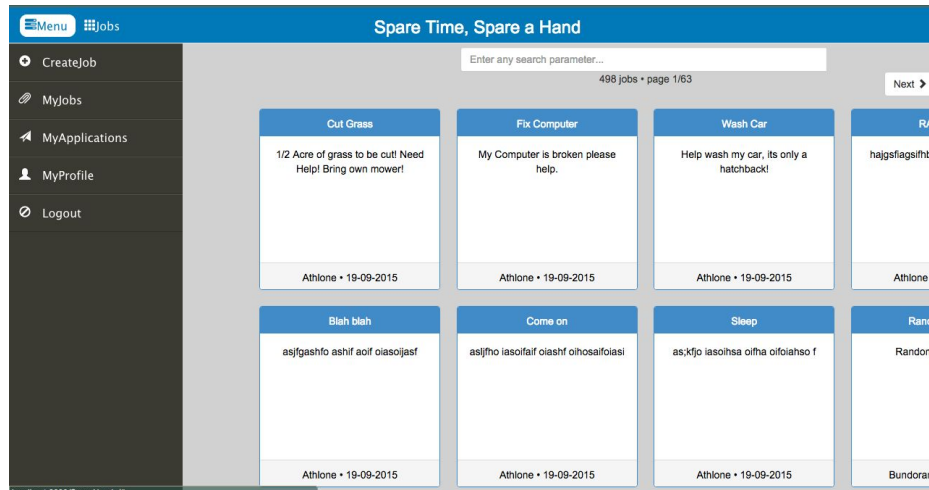 Menu Jobs Spare Time, Spare a Hand
CreateJob
MyJobs
MyApplications
MyProfile
Logout
Enter any search parameter...
498 jobs • page 1/63
Next
Cut Grass
1/2 Acre of grass to be cut! Need
Help! Bring own mower!
Athlone • 19-09-2015
Fix Computer
My Computer is broken please
help.
Athlone • 19-09-2015
Wash Car
Help wash my car, its only a
hatchback!
Athlone • 19-09-2015
hajgsfiagsifhb
Athlone
Blah blah
asjfgashfo ashif aoif oiasoijasf
Athlone • 19-09-2015
Come on
asljfho iasoifaif oiashf oihosaifoiasi
Athlone • 19-09-2015
Sleep
as;kfjo iasoihsa oifha oifoiahso f
Athlone • 19-09-2015
Rand
Randor
Bundora